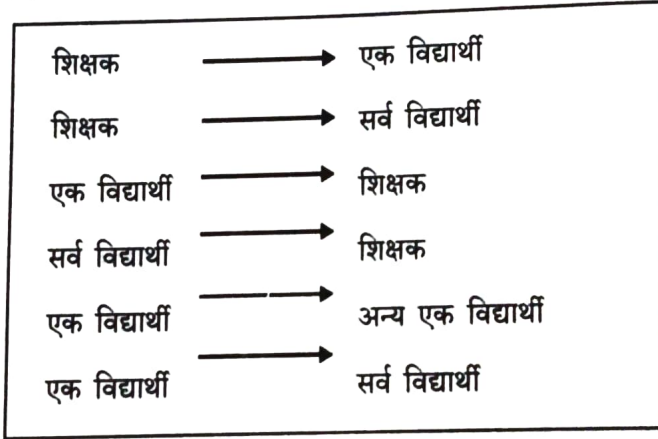 शिक्षक ⟶ एक विद्यार्थी
शिक्षक ⟶ सर्व विद्यार्थी
एक विद्यार्थी ⟶ शिक्षक
सर्व विद्यार्थी ⟶ शिक्षक
एक विद्यार्थी ⟶ अन्य एक विद्यार्थी
एक विद्यार्थी ⟶ सर्व विद्यार्थी